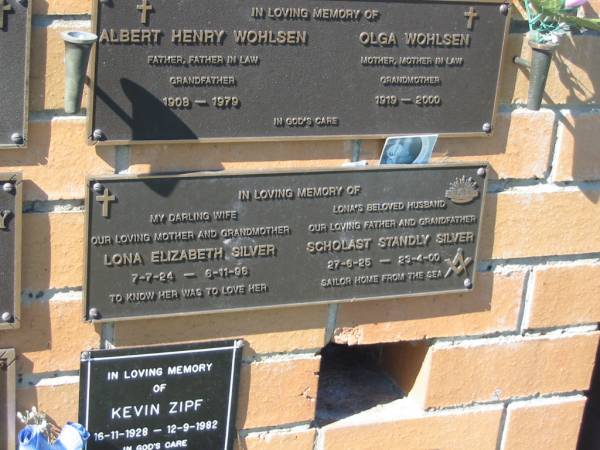 IN LOVING MEMORY OF
ALBERT HENRY WOHLSEN
FATHER, FATHER IN LAW
GRANDFATHER
1908 — 1979
OLGA WOHLSEN
MOTHER, MOTHER IN LAW
GRANDMOTHER
1919 — 2000
IN GOD'S CARE
IN LOVING MEMORY OF
MY DARLING WIFE
OUR LOVING MOTHER AND GRANDMOTHER
LONA ELIZABETH SILVER
7-7-24 — 6-11-98
TO KNOW HER WAS TO LOVE HER
LONA'S BELOVED HUSBAND
OUR LOVING FATHER AND GRANDFATHER
SCHOLAST STANDLY SILVER
27-6-25 — 23-4-00
SAILOR HOME FROM THE SEA
IN LOVING MEMORY
OF
KEVIN ZIPF
16-11-1928 — 12-9-1982
IN GOD'S CARE